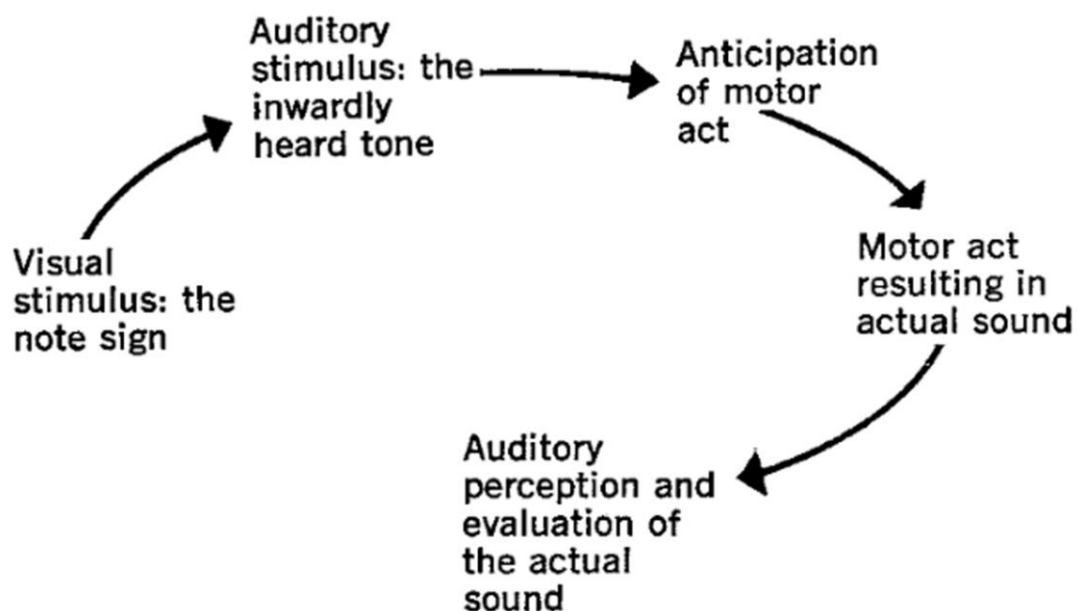 Visual
stimulus: the
note sign
Auditory
stimulus: the
inwardly
heard tone
Anticipation
of motor
act
Motor act
resulting in
actual sound
Auditory
perception and
evaluation of
the actual
sound